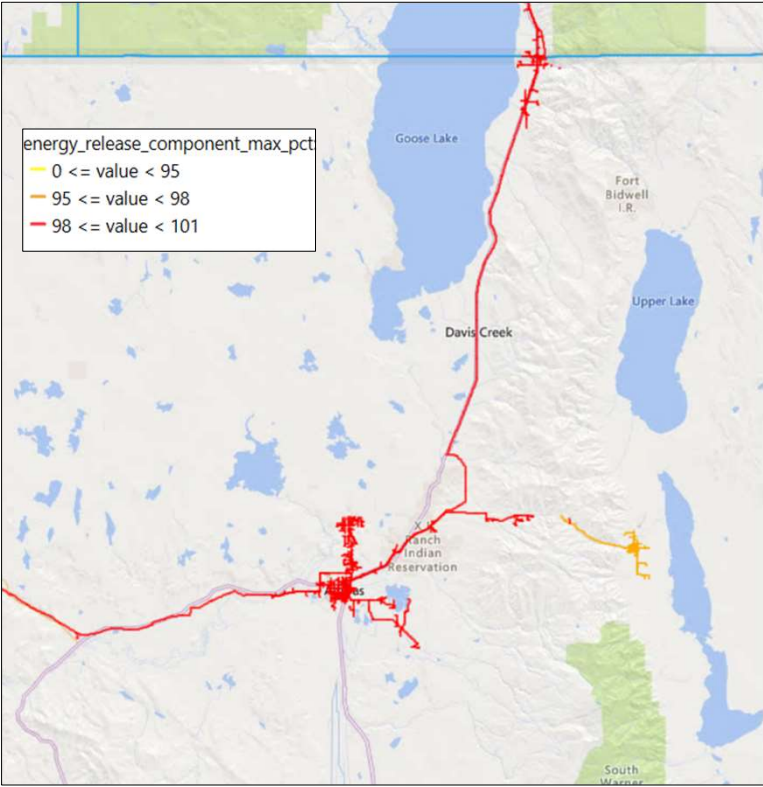 Goose Lake
energy_release_component_max_pct
0 <= value < 95
95 <= value < 98
98 <= value < 101
Fort
Bidwell
I.R.
Upper Lake
Davis Creek
Ranch
Indian
Reservation
South
Warner